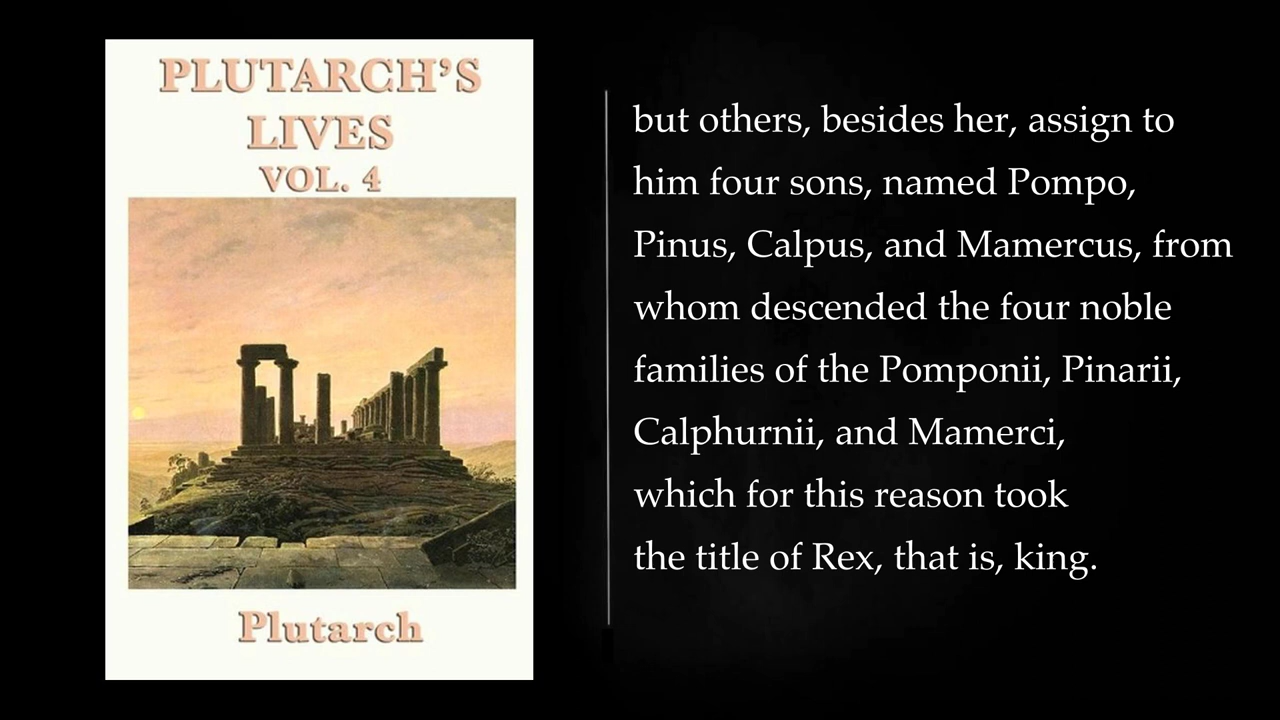 PLUTARCH'S
LIVES
VOL. 4
Plutarch
but others, besides her, assign to
him four sons, named Pompo,
Pinus, Calpus, and Mamercus, from
whom descended the four noble
families of the Pomponii, Pinarii,
Calphurnii, and Mamerci,
which for this reason took
the title of Rex, that is, king.